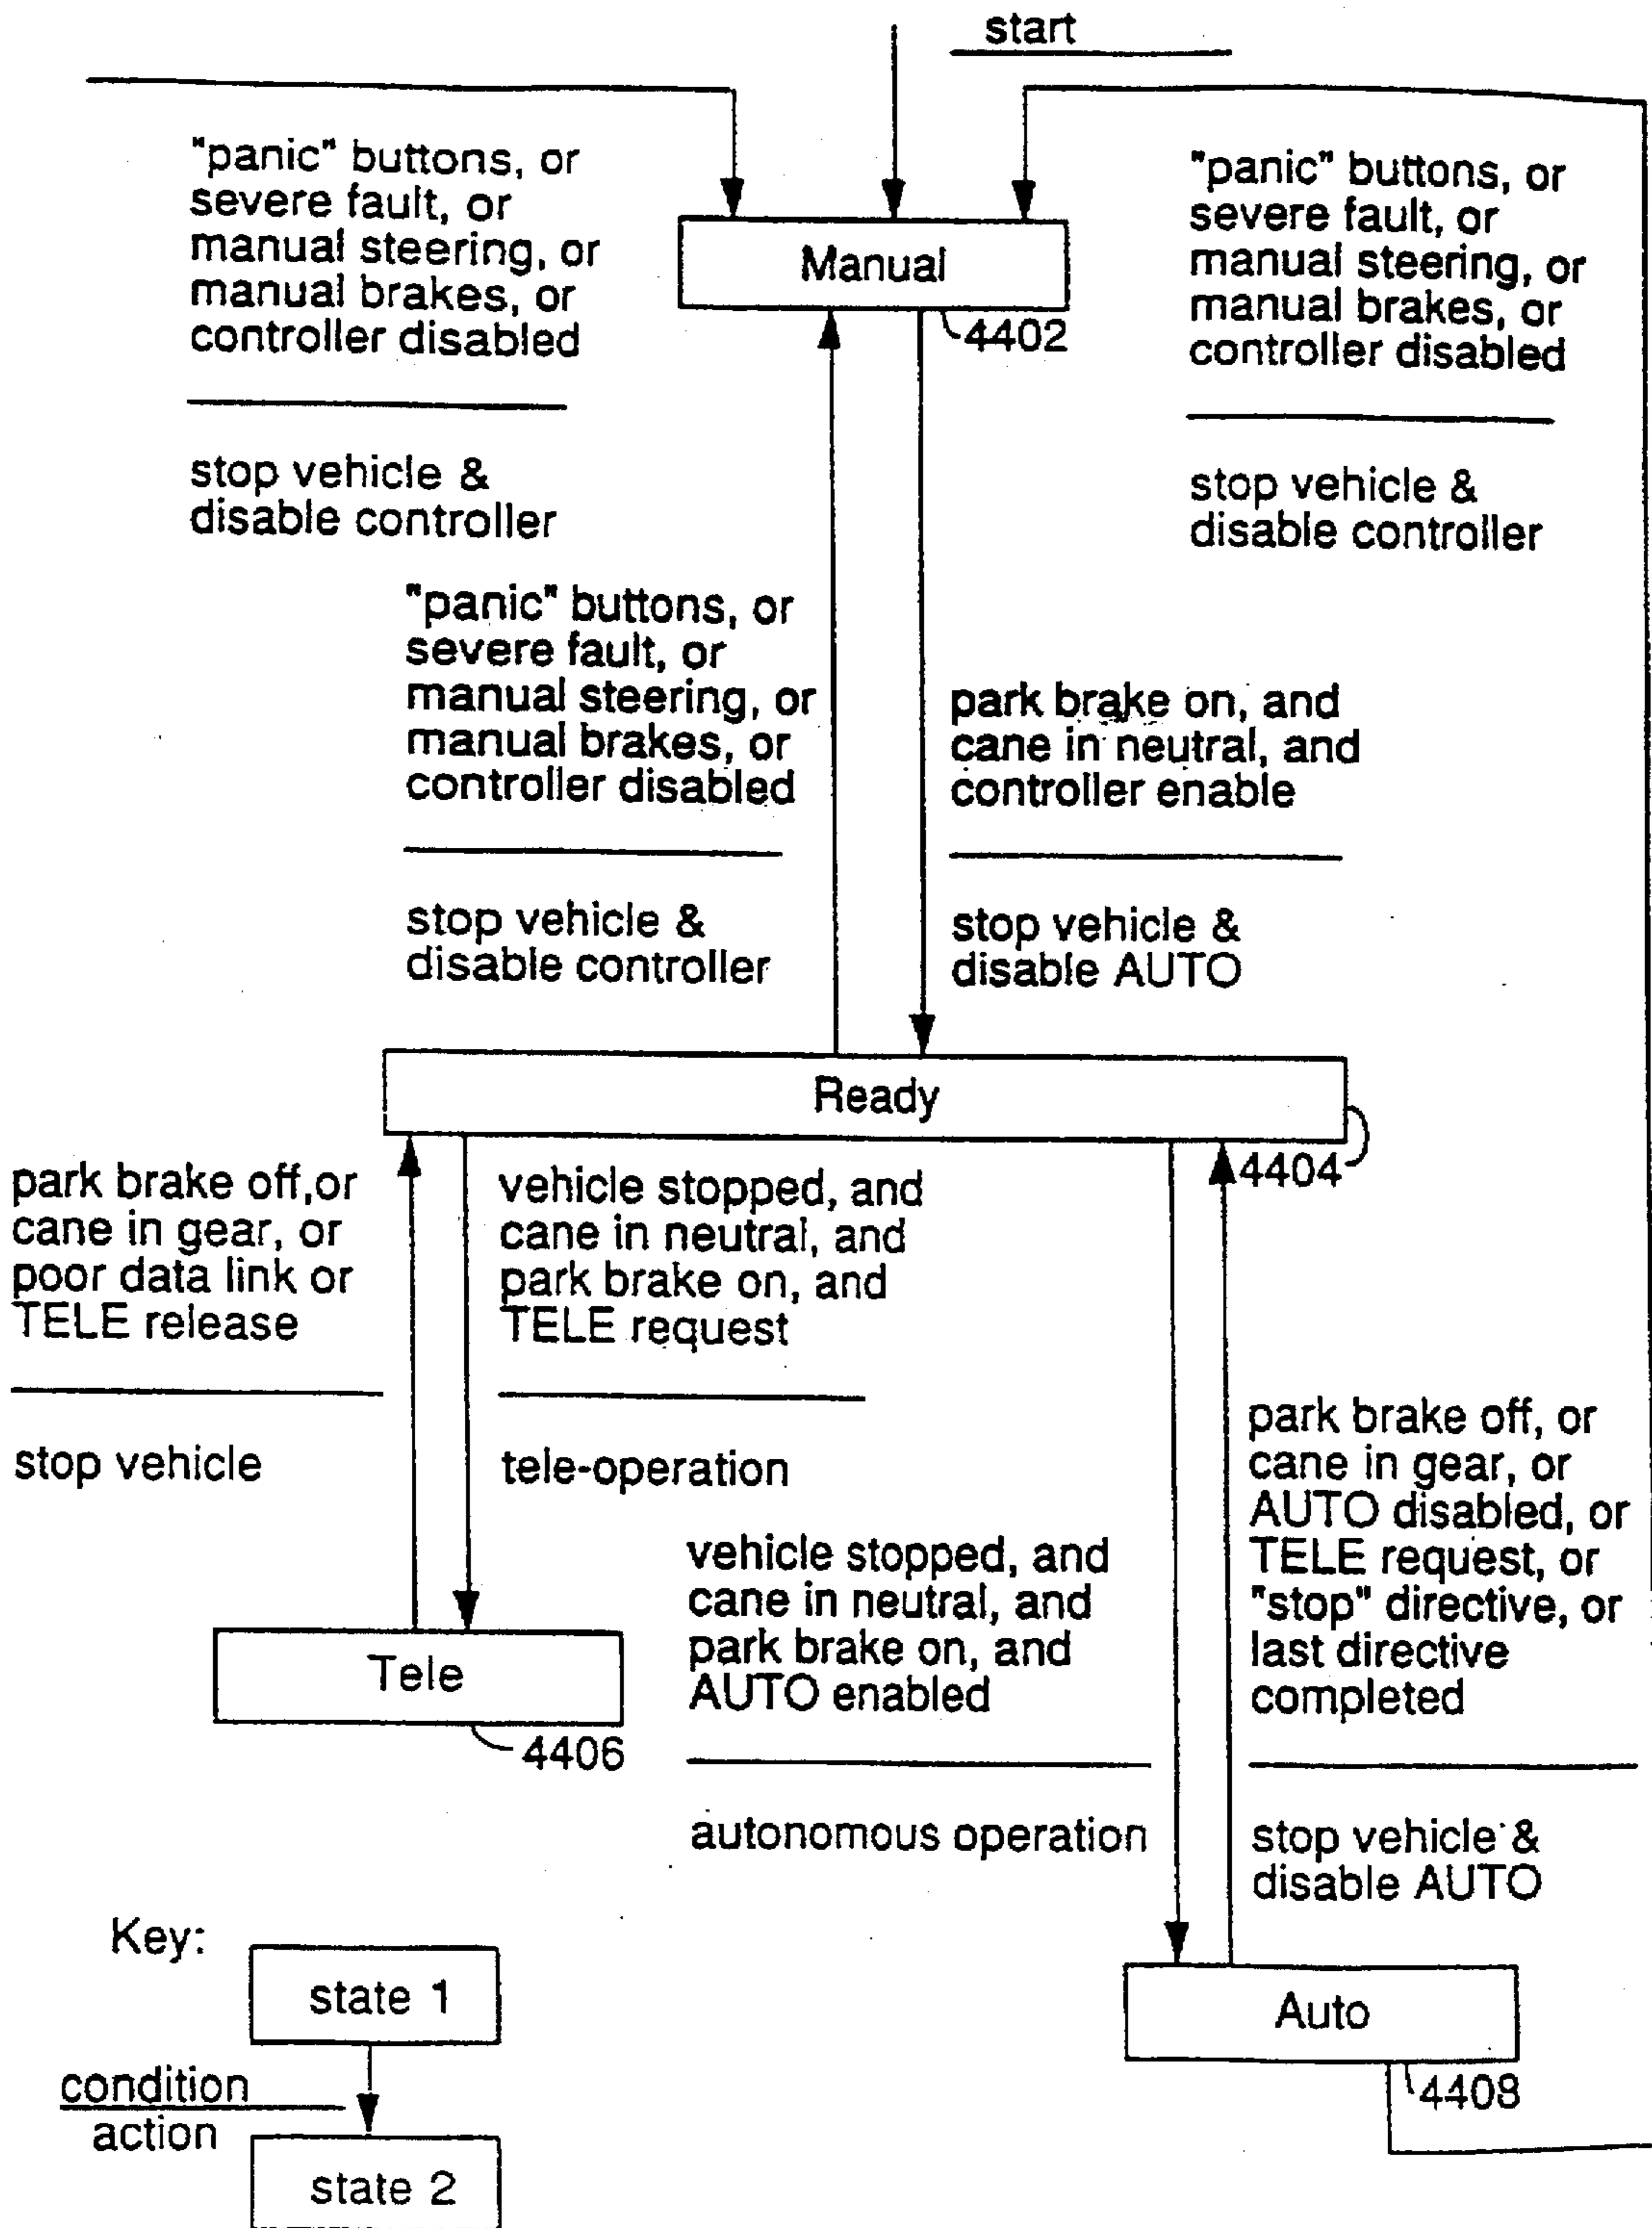 start
"panic" buttons, or
severe fault, or
manual steering, or
manual brakes, or
controller disabled
stop vehicle &
disable controller
Manual
4402
"panic" buttons, or
severe fault, or
manual steering, or
manual brakes, or
controller disabled
stop vehicle &
disable controller
"panic" buttons, or
severe fault, or
manual steering, or
manual brakes, or
controller disabled
stop vehicle &
disable controller
park brake on, and
cane in neutral, and
controller enable
stop vehicle &
disable AUTO
Ready
4404
park brake off,or
cane in gear, or
poor data link or
TELE release
stop vehicle
vehicle stopped, and
cane in neutral, and
park brake on, and
TELE request
tele-operation
Tele
4406
vehicle stopped, and
cane in neutral, and
park brake on, and
AUTO enabled
autonomous operation
park brake off, or
cane in gear, or
AUTO disabled, or
TELE request, or
"stop" directive, or
last directive
completed
stop vehicle &
disable AUTO
Auto
4408
Key:
state 1
condition
action
state 2